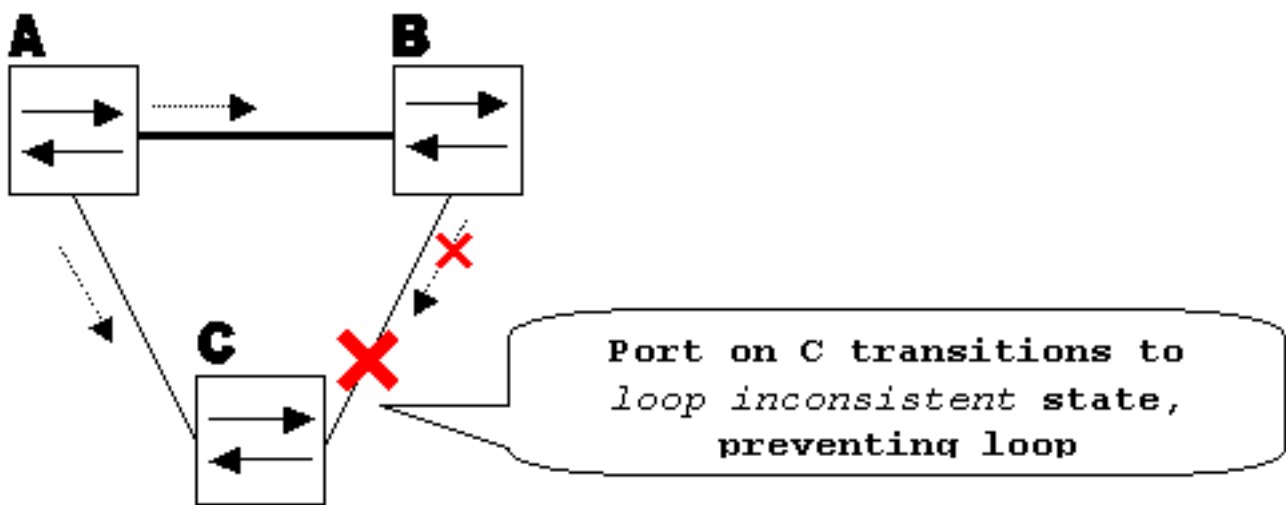 A
B
C
Port on C transitions to
loop inconsistent state,
preventing loop